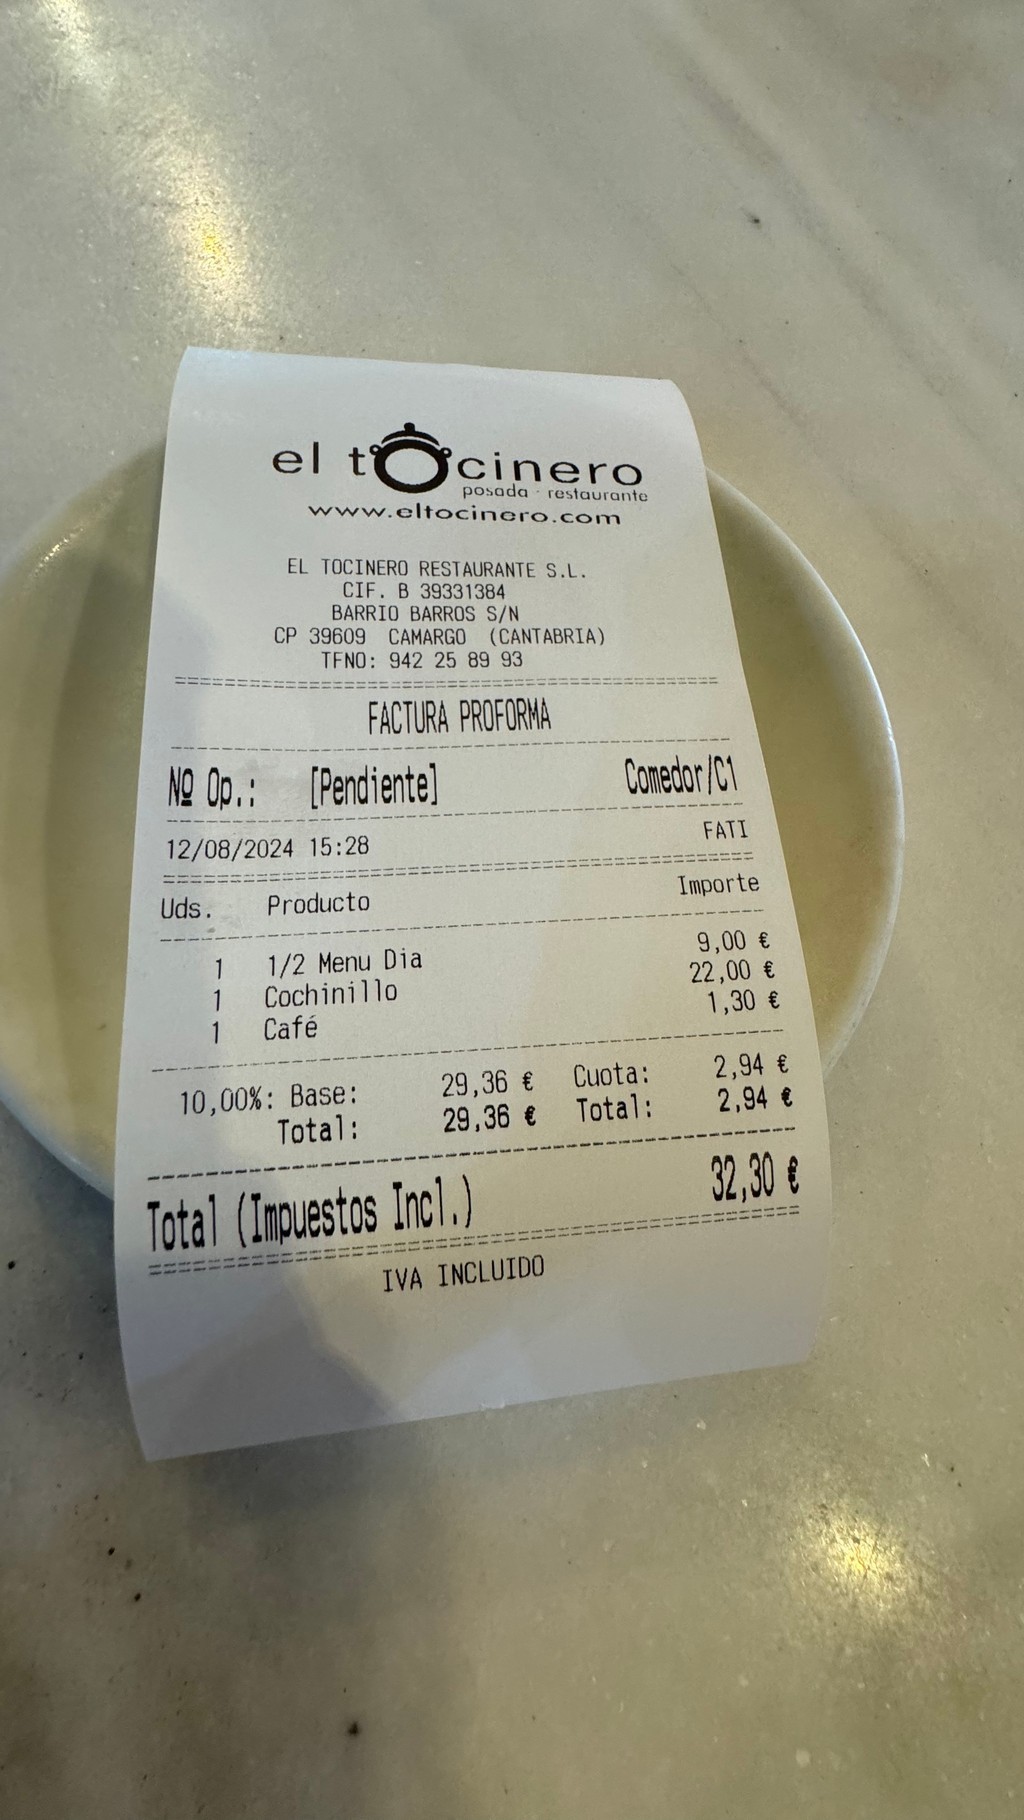 el tocinero
posada · restaurante
www.eltocinero.com
EL TOCINERO RESTAURANTE S.L.
CIF. B 39331384
BARRIO BARROS S/N
CP 39609 CAMARGO (CANTABRIA)
TFNO: 942 25 89 93
FACTURA PROFORMA
Nº Op.: [Pendiente] Comedor/C1
12/08/2024 15:28 FATI
Uds. Producto Importe
1 1/2 Menu Dia 9,00 €
1 Cochinillo 22,00 €
1 Café 1,30 €
10,00%: Base: 29,36 € Cuota: 2,94 €
Total: 29,36 € Total: 2,94 €
Total (Impuestos Incl.) 32,30 €
IVA INCLUIDO